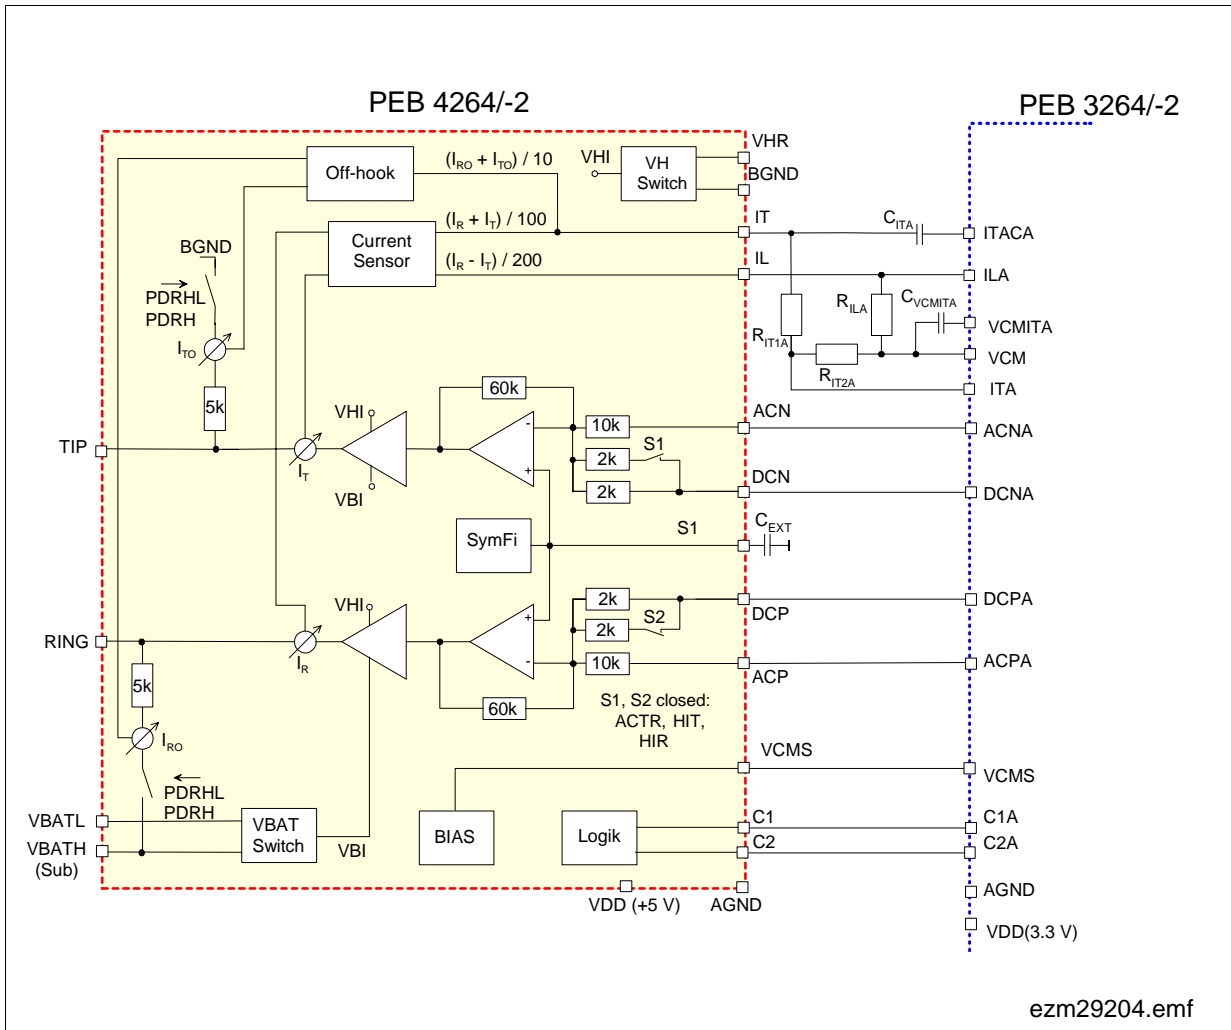 PEB 4264/-2
PEB 3264/-2
VHR
VHI
VH
Switch
BGND
Off-hook
(IRO + ITO) / 10
IT
CITA
ITACA
(IR + IT) / 100
Current
Sensor
(IR - IT) / 200
IL
ILA
BGND
PDRHL
PDRH
ITO
5k
RIT1A
RILA
CVCMITA
VCMITA
VCM
RIT2A
ITA
60k
ACN
ACNA
VHI
-
10k
S1
2k
TIP
IT
+
2k
DCN
DCNA
VBI
SymFi
S1
CEXT
2k
DCP
DCPA
VHI
+
2k
S2
RING
IR
-
10k
ACP
ACPA
5k
60k
S1, S2 closed:
ACTR, HIT,
HIR
IRO
VCMS
VCMS
PDRHL
PDRH
VBATL
VBAT
Switch
VBI
BIAS
Logik
C1
C1A
C2
C2A
VBATH
(Sub)
VDD (+5 V)
AGND
AGND
VDD(3.3 V)
ezm29204.emf